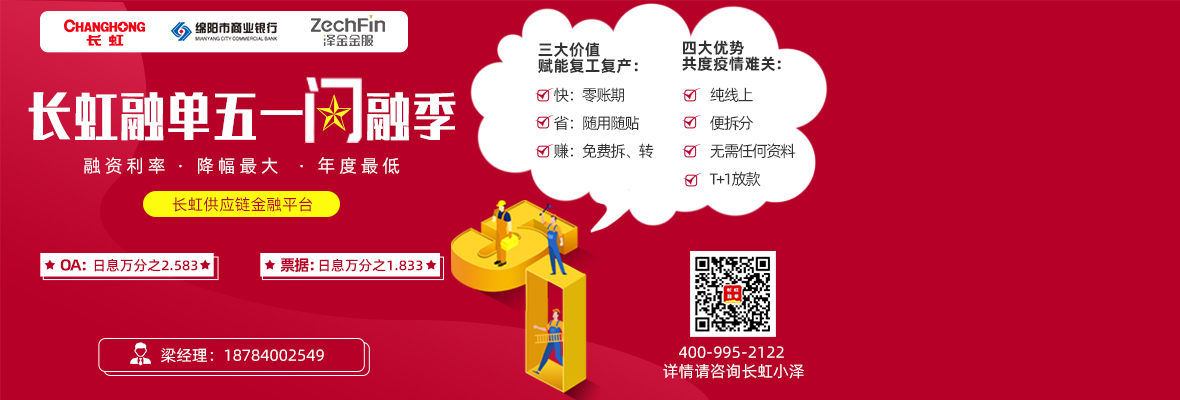 CHANGHONG
长虹
绵阳市商业银行
MIANYANG CITY COMMERCIAL BANK
ZechFin
泽金金服
长虹融单五一闪融季
融资利率 · 降幅最大 · 年度最低
长虹供应链金融平台
OA：日息万分之2.583
票据：日息万分之1.833
梁经理：18784002549
三大价值
赋能复工复产：
快：零账期
省：随用随贴
赚：免费拆、转
四大优势
共度疫情难关：
纯线上
便拆分
无需任何资料
T+1放款
长虹
融单
400-995-2122
详情请咨询长虹小泽